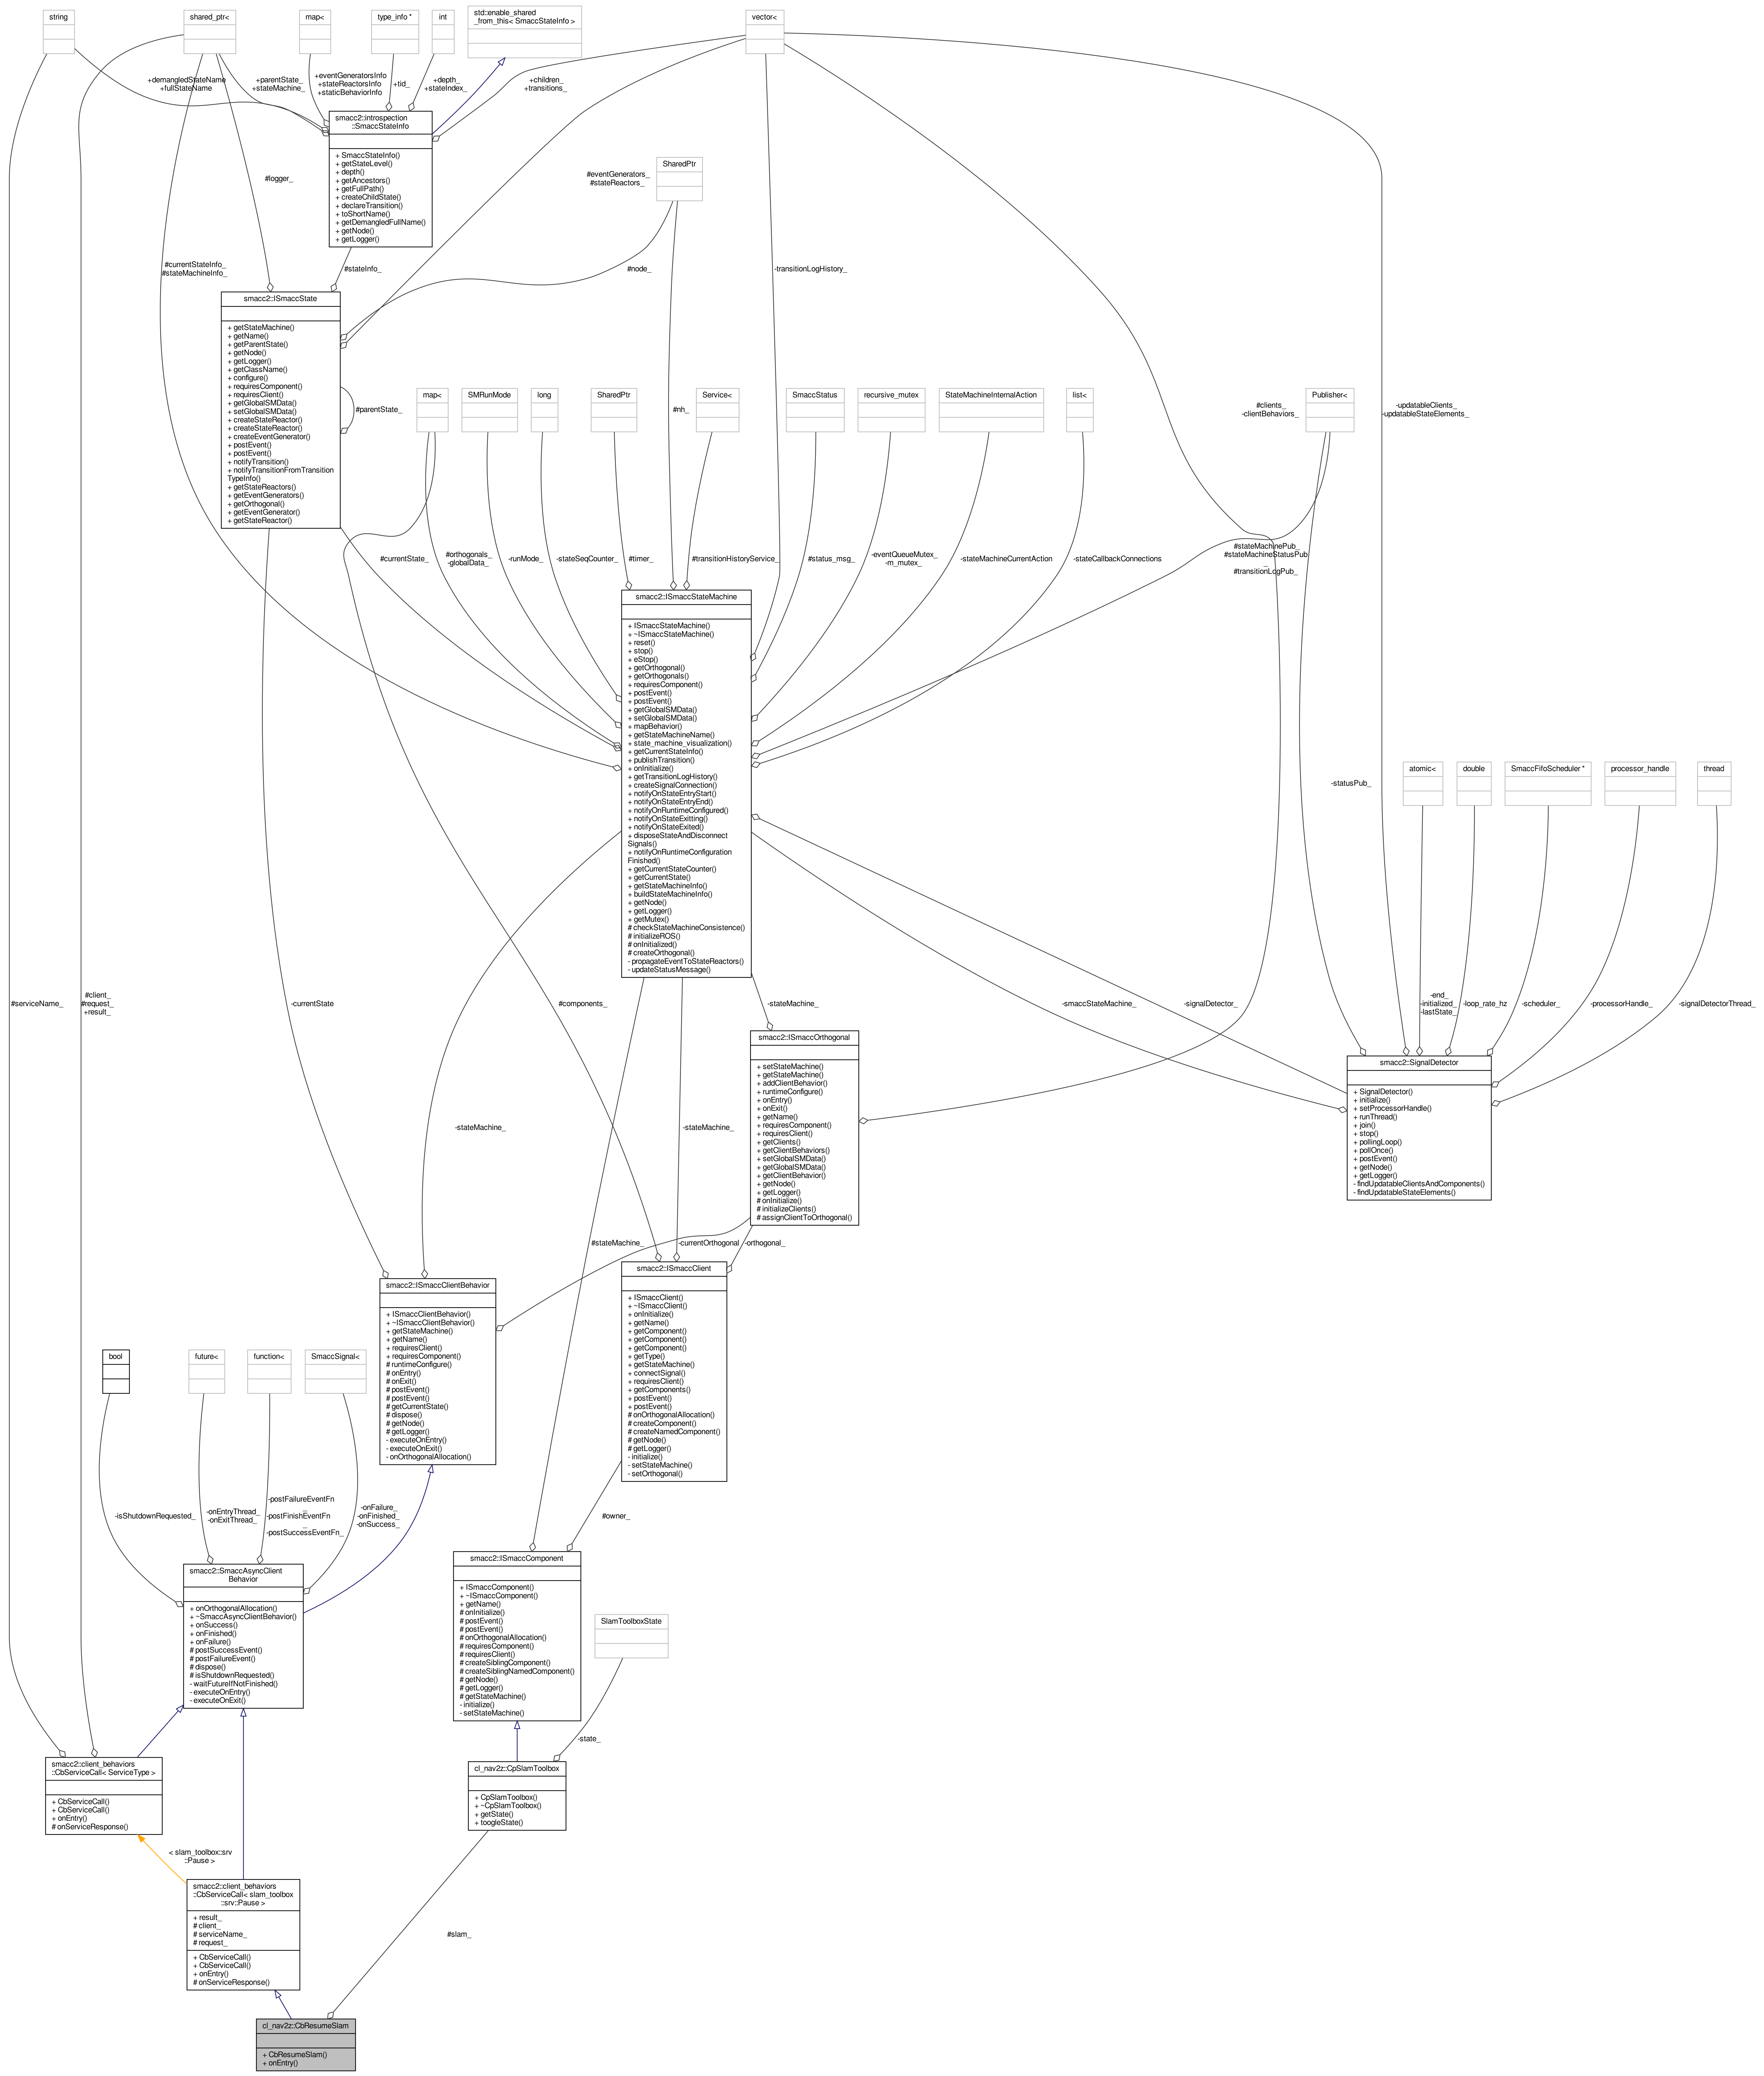 string
shared_ptr<
map<
type_info *
int
std::enable_shared
_from_this< SmaccStateInfo >
vector<
+demangledStateName
+fullStateName
+parentState_
+stateMachine_
+eventGeneratorsInfo
+stateReactorsInfo
+staticBehaviorInfo
+tid_
+depth_
+stateIndex_
+children_
+transitions_
smacc2::introspection
::SmaccStateInfo
+ SmaccStateInfo()
+ getStateLevel()
+ depth()
+ getAncestors()
+ getFullPath()
+ createChildState()
+ declareTransition()
+ toShortName()
+ getDemangledFullName()
+ getNode()
+ getLogger()
SharedPtr
#logger_
#eventGenerators_
#stateReactors_
#currentStateInfo_
#stateMachineInfo_
#stateInfo_
#node_
-transitionLogHistory_
smacc2::ISmaccState
+ getStateMachine()
+ getName()
+ getParentState()
+ getNode()
+ getLogger()
+ getClassName()
+ configure()
+ requiresComponent()
+ requiresClient()
+ getGlobalSMData()
+ setGlobalSMData()
+ createStateReactor()
+ createStateReactor()
+ createEventGenerator()
+ postEvent()
+ postEvent()
+ notifyTransition()
+ notifyTransitionFromTransition
TypeInfo()
+ getStateReactors()
+ getEventGenerators()
+ getOrthogonal()
+ getEventGenerator()
+ getStateReactor()
#parentState_
map<
SMRunMode
long
SharedPtr
#nh_
Service<
SmaccStatus
recursive_mutex
StateMachineInternalAction
list<
#clients_
-clientBehaviors_
Publisher<
-updatableClients_
-updatableStateElements_
#currentState_
#orthogonals_
-globalData_
-runMode_
-stateSeqCounter_
#timer_
#transitionHistoryService_
#status_msg_
-eventQueueMutex_
-m_mutex_
-stateMachineCurrentAction
-stateCallbackConnections
#stateMachinePub_
#stateMachineStatusPub
_
#transitionLogPub_
smacc2::ISmaccStateMachine
+ ISmaccStateMachine()
+ ~ISmaccStateMachine()
+ reset()
+ stop()
+ eStop()
+ getOrthogonal()
+ getOrthogonals()
+ requiresComponent()
+ postEvent()
+ postEvent()
+ getGlobalSMData()
+ setGlobalSMData()
+ mapBehavior()
+ getStateMachineName()
+ state_machine_visualization()
+ getCurrentStateInfo()
+ publishTransition()
+ onInitialize()
+ getTransitionLogHistory()
+ createSignalConnection()
+ notifyOnStateEntryStart()
+ notifyOnStateEntryEnd()
+ notifyOnRuntimeConfigured()
+ notifyOnStateExitting()
+ notifyOnStateExited()
+ disposeStateAndDisconnect
Signals()
+ notifyOnRuntimeConfiguration
Finished()
+ getCurrentStateCounter()
+ getCurrentState()
+ getStateMachineInfo()
+ buildStateMachineInfo()
+ getNode()
+ getLogger()
+ getMutex()
# checkStateMachineConsistence()
# initializeROS()
# onInitialized()
# createOrthogonal()
- propagateEventToStateReactors()
- updateStatusMessage()
-statusPub_
atomic<
double
SmaccFifoScheduler *
processor_handle
thread
#serviceName_
#client_
#request_
+result_
-currentState
#components_
-stateMachine_
-smaccStateMachine_
-signalDetector_
-end_
-initialized_
-lastState_
-loop_rate_hz
-scheduler_
-processorHandle_
-signalDetectorThread_
smacc2::ISmaccOrthogonal
+ setStateMachine()
+ getStateMachine()
+ addClientBehavior()
+ runtimeConfigure()
+ onEntry()
+ onExit()
+ getName()
+ requiresComponent()
+ requiresClient()
+ getClients()
+ getClientBehaviors()
+ setGlobalSMData()
+ getGlobalSMData()
+ getClientBehavior()
+ getNode()
+ getLogger()
# onInitialize()
# initializeClients()
# assignClientToOrthogonal()
smacc2::SignalDetector
+ SignalDetector()
+ initialize()
+ setProcessorHandle()
+ runThread()
+ join()
+ stop()
+ pollingLoop()
+ pollOnce()
+ postEvent()
+ getNode()
+ getLogger()
- findUpdatableClientsAndComponents()
- findUpdatableStateElements()
-stateMachine_
-stateMachine_
#stateMachine_
-currentOrthogonal
-orthogonal_
smacc2::ISmaccClientBehavior
+ ISmaccClientBehavior()
+ ~ISmaccClientBehavior()
+ getStateMachine()
+ getName()
+ requiresClient()
+ requiresComponent()
# runtimeConfigure()
# onEntry()
# onExit()
# postEvent()
# postEvent()
# getCurrentState()
# dispose()
# getNode()
# getLogger()
- executeOnEntry()
- executeOnExit()
- onOrthogonalAllocation()
smacc2::ISmaccClient
+ ISmaccClient()
+ ~ISmaccClient()
+ onInitialize()
+ getName()
+ getComponent()
+ getComponent()
+ getComponent()
+ getType()
+ getStateMachine()
+ connectSignal()
+ requiresClient()
+ getComponents()
+ postEvent()
+ postEvent()
# onOrthogonalAllocation()
# createComponent()
# createNamedComponent()
# getNode()
# getLogger()
- initialize()
- setStateMachine()
- setOrthogonal()
bool
future<
function<
SmaccSignal<
-isShutdownRequested_
-onEntryThread_
-onExitThread_
-postFailureEventFn
_
-postFinishEventFn
_
-postSuccessEventFn_
-onFailure_
-onFinished_
-onSuccess_
#owner_
smacc2::SmaccAsyncClient
Behavior
+ onOrthogonalAllocation()
+ ~SmaccAsyncClientBehavior()
+ onSuccess()
+ onFinished()
+ onFailure()
# postSuccessEvent()
# postFailureEvent()
# dispose()
# isShutdownRequested()
- waitFutureIfNotFinished()
- executeOnEntry()
- executeOnExit()
smacc2::ISmaccComponent
+ ISmaccComponent()
+ ~ISmaccComponent()
+ getName()
# onInitialize()
# postEvent()
# postEvent()
# onOrthogonalAllocation()
# requiresComponent()
# requiresClient()
# createSiblingComponent()
# createSiblingNamedComponent()
# getNode()
# getLogger()
# getStateMachine()
- initialize()
- setStateMachine()
SlamToolboxState
-state_
smacc2::client_behaviors
::CbServiceCall< ServiceType >
+ CbServiceCall()
+ CbServiceCall()
+ onEntry()
# onServiceResponse()
cl_nav2z::CpSlamToolbox
+ CpSlamToolbox()
+ ~CpSlamToolbox()
+ getState()
+ toogleState()
< slam_toolbox::srv
::Pause >
smacc2::client_behaviors
::CbServiceCall< slam_toolbox
::srv::Pause >
+ result_
# client_
# serviceName_
# request_
+ CbServiceCall()
+ CbServiceCall()
+ onEntry()
# onServiceResponse()
#slam_
cl_nav2z::CbResumeSlam
+ CbResumeSlam()
+ onEntry()